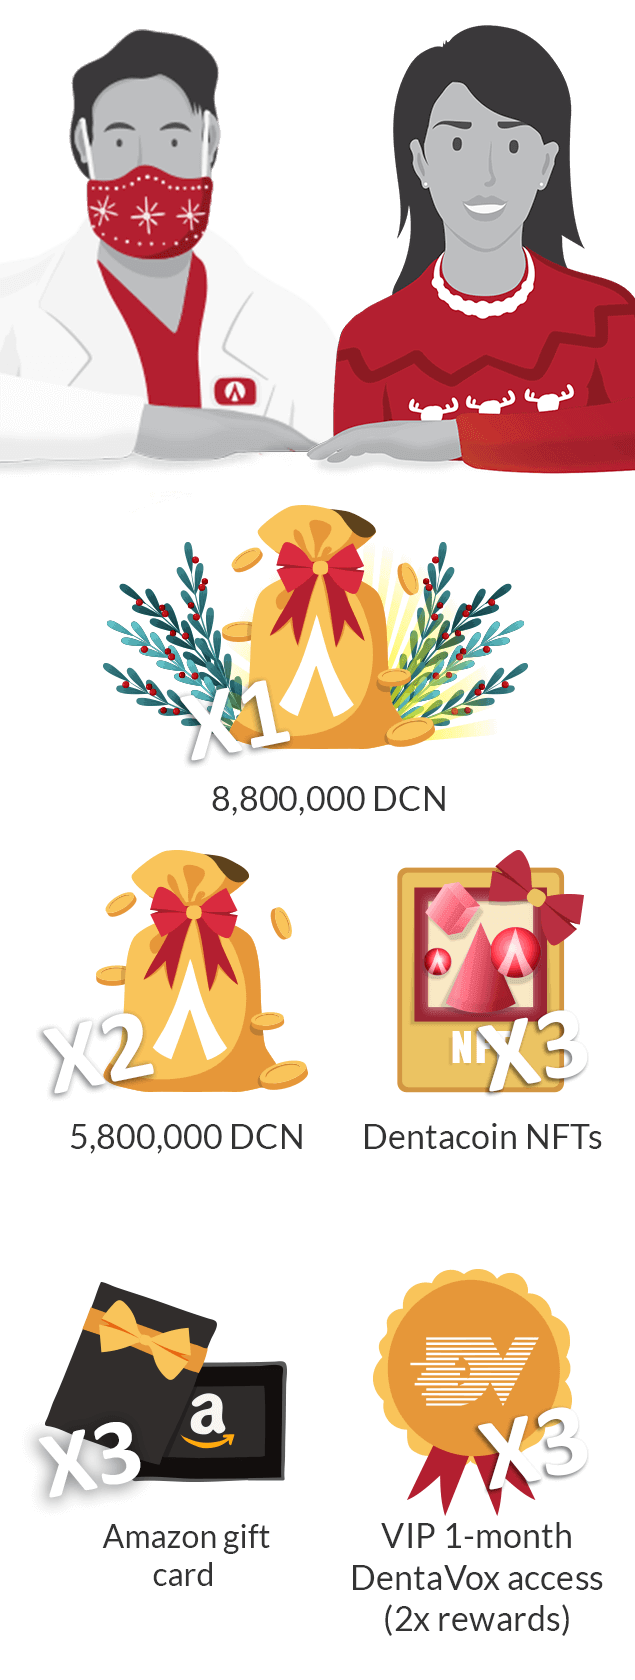 X1
8,800,000 DCN
X2
5,800,000 DCN
NFT
X3
Dentacoin NFTs
a
X3
Amazon gift
card
DV
X3
VIP 1-month
DentaVox access
(2x rewards)